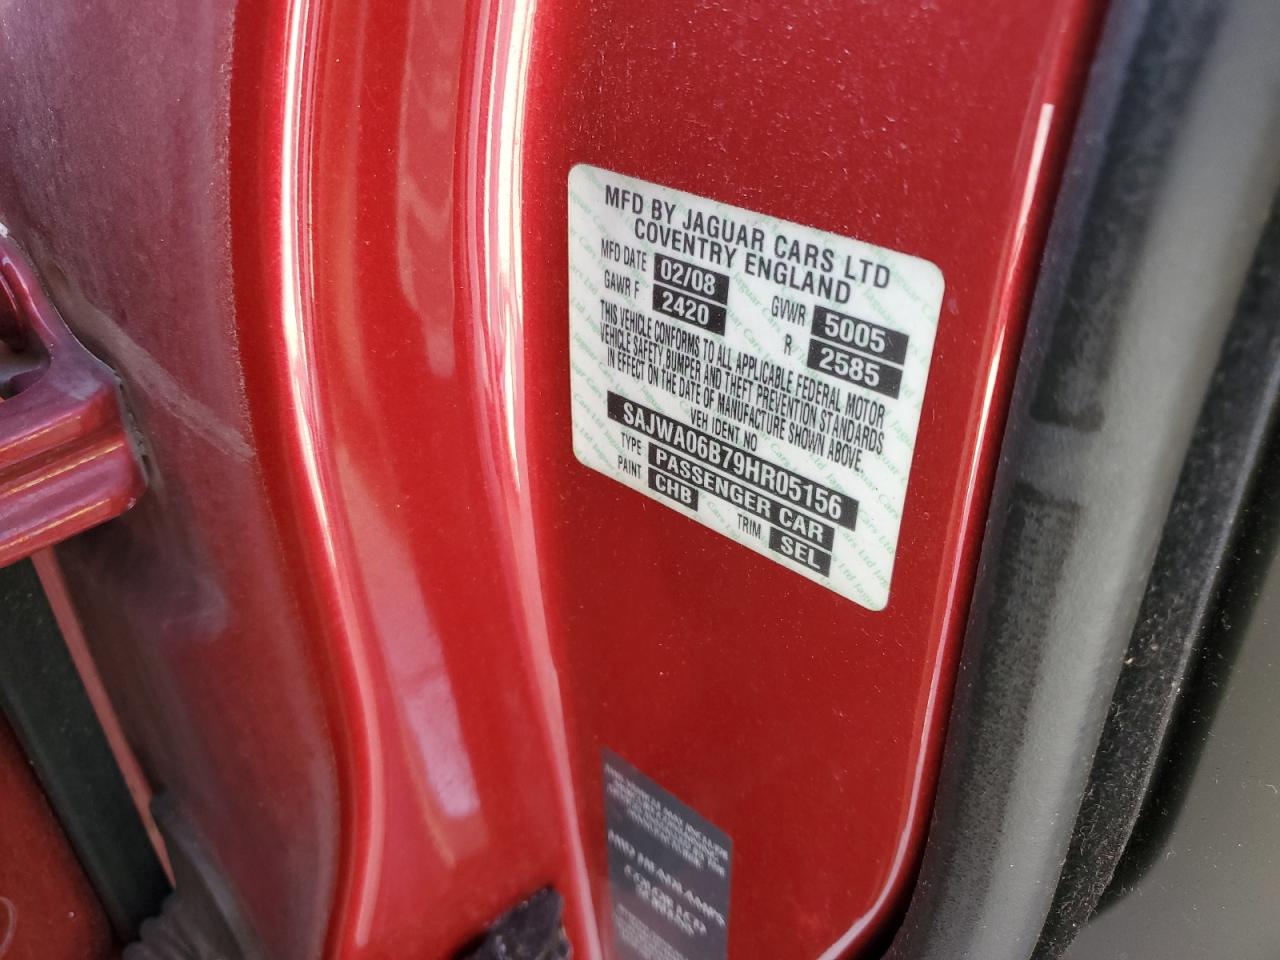 MFD BY JAGUAR CARS LTD
COVENTRY ENGLAND
MFD DATE 02/08 GVWR 5005
GAWR F 2420 R 2585
THIS VEHICLE CONFORMS TO ALL APPLICABLE FEDERAL MOTOR
VEHICLE SAFETY BUMPER AND THEFT PREVENTION STANDARDS
IN EFFECT ON THE DATE OF MANUFACTURE SHOWN ABOVE.
VEH IDENT NO
SAJWA06B79HR05156
TYPE PASSENGER CAR
PAINT CHB TRIM SEL